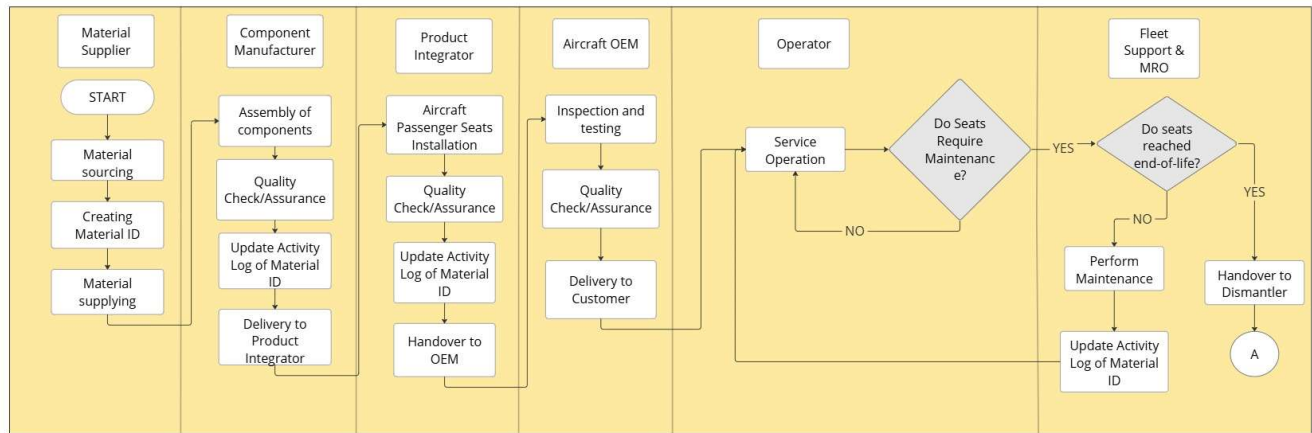 Material
Supplier
START
Material
sourcing
Creating
Material ID
Material
supplying
Component
Manufacturer
Assembly of
components
Quality
Check/Assurance
Update Activity
Log of Material
ID
Delivery to
Product
Integrator
Product
Integrator
Aircraft
Passenger Seats
Installation
Quality
Check/Assurance
Update Activity
Log of Material
ID
Handover to
OEM
Aircraft OEM
Inspection and
testing
Quality
Check/Assurance
Delivery to
Customer
Operator
Service
Operation
Do Seats
Require
Maintenanc
e?
NO
YES
Fleet
Support &
MRO
Do seats
reached
end-of-life?
NO
YES
Perform
Maintenance
Update Activity
Log of Material
ID
Handover to
Dismantler
A